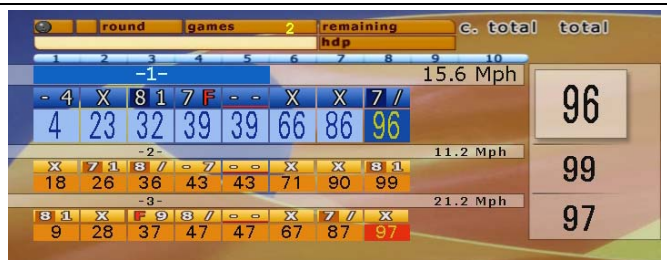 round games 2 remaining c. total total
hdp
1 2 3 4 5 6 7 8 9 10
-1- 15.6 Mph
- 4 X 8 1 7 F - - X X 7 /
4 23 32 39 39 66 86 96 96
-2- 11.2 Mph
X 7 1 8 / - 7 - - X X 8 1
18 26 36 43 43 71 90 99 99
-3- 21.2 Mph
8 1 X F 9 8 / - - X 7 / X
9 28 37 47 47 67 87 97 97